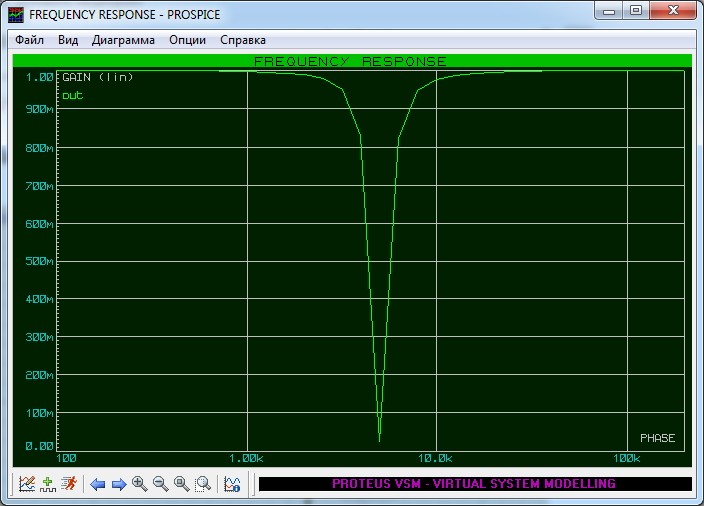 FREQUENCY RESPONSE - PROSPICE
Файл Вид Диаграмма Опции Справка
FREQUENCY RESPONSE
1.00 GAIN (lin)
out
900m
800m
700m
600m
500m
400m
300m
200m
100m
0.00
PHASE
100 1.00k 10.0k 100k
PROTEUS VSM - VIRTUAL SYSTEM MODELLING